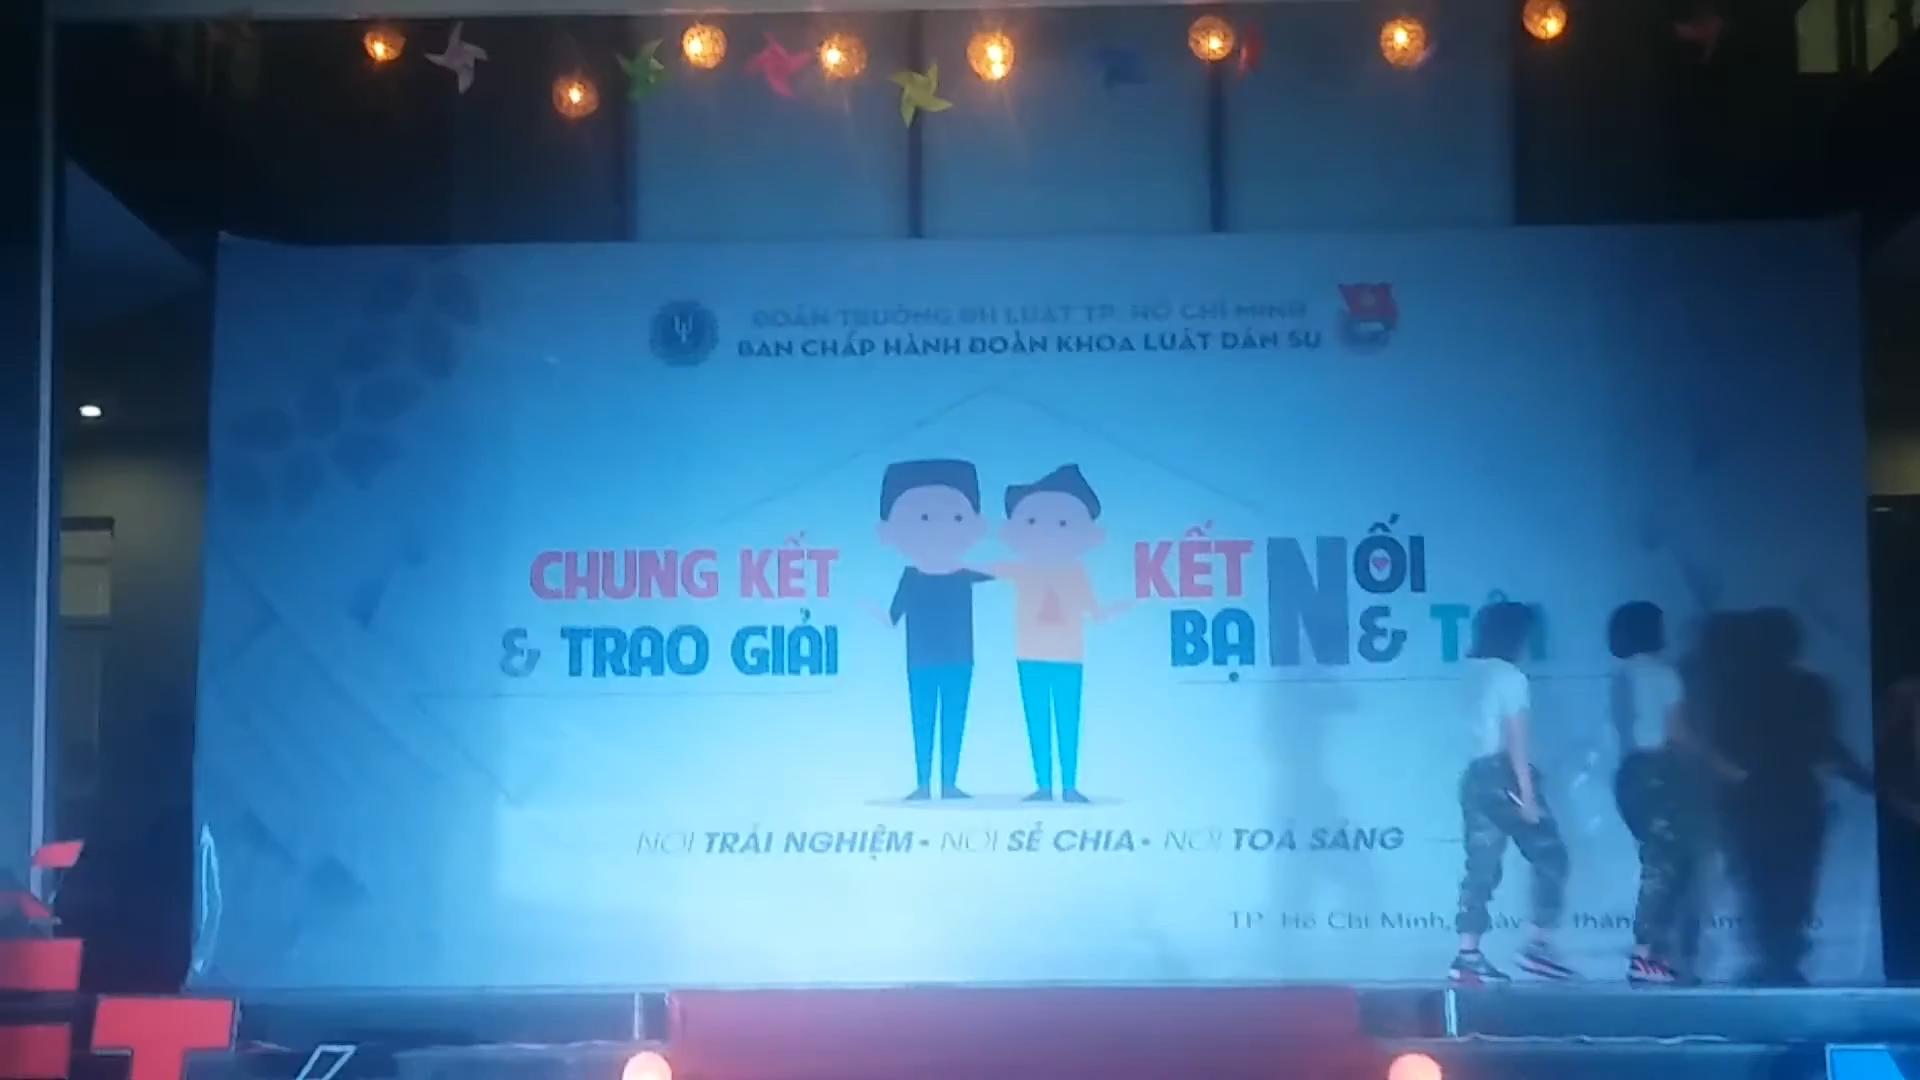 ĐOÀN TRƯỜNG ĐH LUẬT TP. HỒ CHÍ MINH
BAN CHẤP HÀNH ĐOÀN KHOA LUẬT DÂN SỰ
CHUNG KẾT
& TRAO GIẢI
KẾT NỐI
BẠN & TÔI
NƠI TRẢI NGHIỆM - NƠI SẺ CHIA - NƠI TOẢ SÁNG
TP. Hồ Chí Minh,